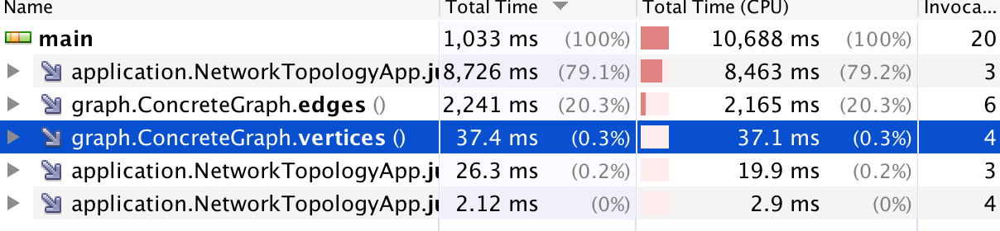 Name Total Time Total Time (CPU) Invoca...
main 1,033 ms (100%) 10,688 ms (100%) 20
application.NetworkTopologyApp.ju 8,726 ms (79.1%) 8,463 ms (79.2%) 3
graph.ConcreteGraph.edges () 2,241 ms (20.3%) 2,165 ms (20.3%) 6
graph.ConcreteGraph.vertices () 37.4 ms (0.3%) 37.1 ms (0.3%) 4
application.NetworkTopologyApp.ju 26.3 ms (0.2%) 19.9 ms (0.2%) 3
application.NetworkTopologyApp.ju 2.12 ms (0%) 2.9 ms (0%) 4